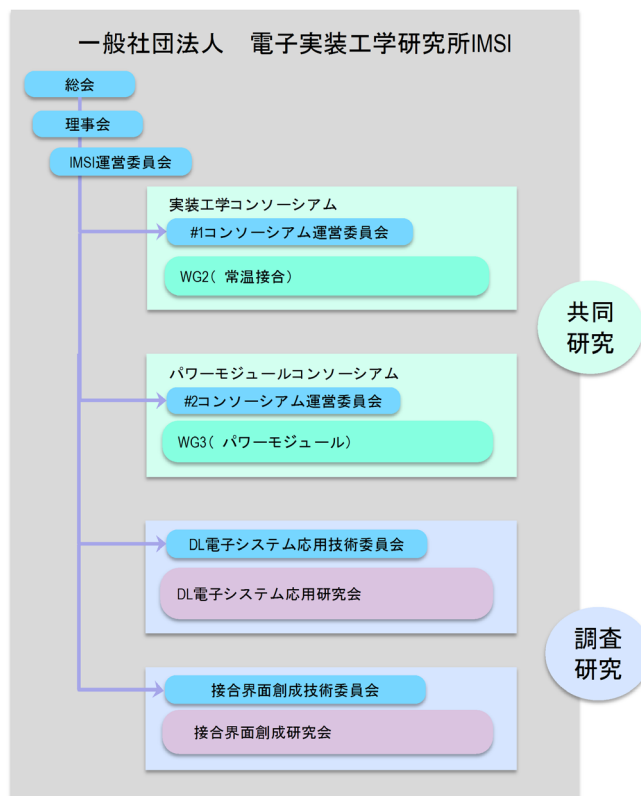 一般社団法人　電子実装工学研究所IMSI
総会
理事会
IMSI運営委員会
実装工学コンソーシアム
#1コンソーシアム運営委員会
WG2( 常温接合)
共同
研究
パワーモジュールコンソーシアム
#2コンソーシアム運営委員会
WG3( パワーモジュール)
DL電子システム応用技術委員会
DL電子システム応用研究会
調査
研究
接合界面創成技術委員会
接合界面創成研究会